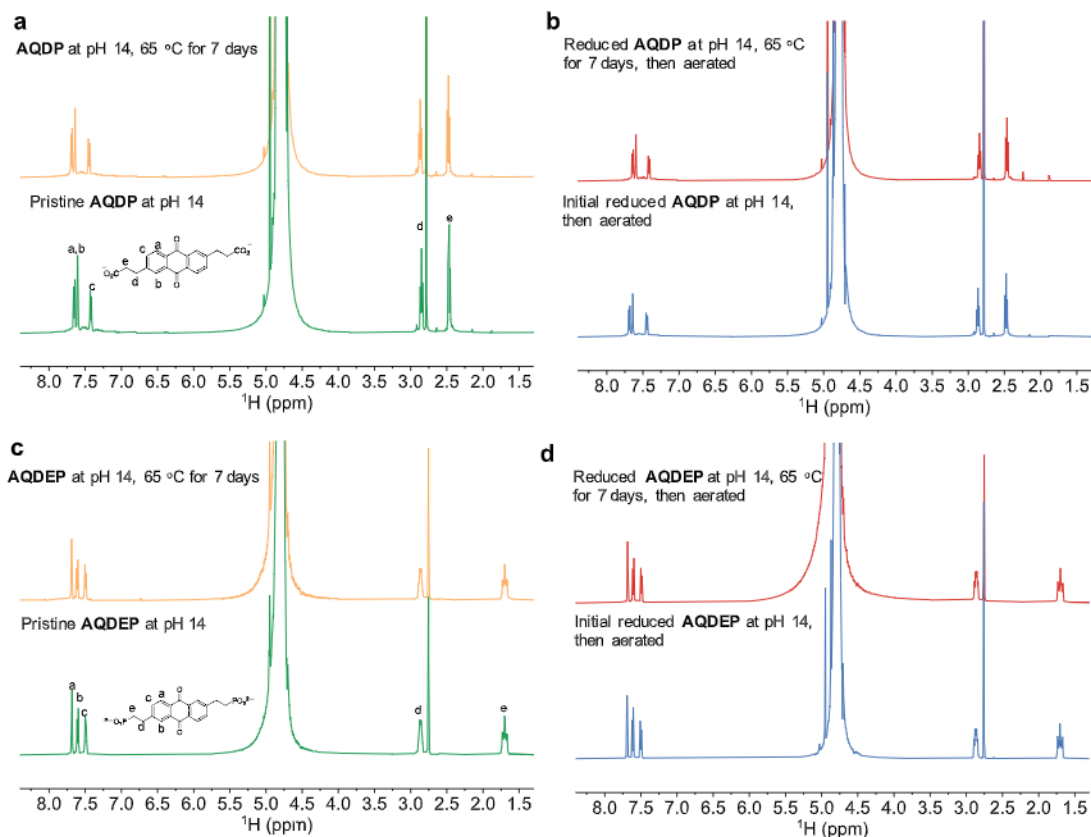 a
AQDP at pH 14, 65 °C for 7 days
Pristine AQDP at pH 14
a,b
c
d
e
e
d
c
a
b
O
O
⁻O₂C
CO₂⁻
8.0 7.5 7.0 6.5 6.0 5.5 5.0 4.5 4.0 3.5 3.0 2.5 2.0 1.5
¹H (ppm)
b
Reduced AQDP at pH 14, 65 °C
for 7 days, then aerated
Initial reduced AQDP at pH 14,
then aerated
8.0 7.5 7.0 6.5 6.0 5.5 5.0 4.5 4.0 3.5 3.0 2.5 2.0 1.5
¹H (ppm)
c
AQDEP at pH 14, 65 °C for 7 days
Pristine AQDEP at pH 14
a
b
c
d
e
e
d
c
a
b
O
O
8.0 7.5 7.0 6.5 6.0 5.5 5.0 4.5 4.0 3.5 3.0 2.5 2.0 1.5
¹H (ppm)
d
Reduced AQDEP at pH 14, 65 °C
for 7 days, then aerated
Initial reduced AQDEP at pH 14,
then aerated
8.0 7.5 7.0 6.5 6.0 5.5 5.0 4.5 4.0 3.5 3.0 2.5 2.0 1.5
¹H (ppm)